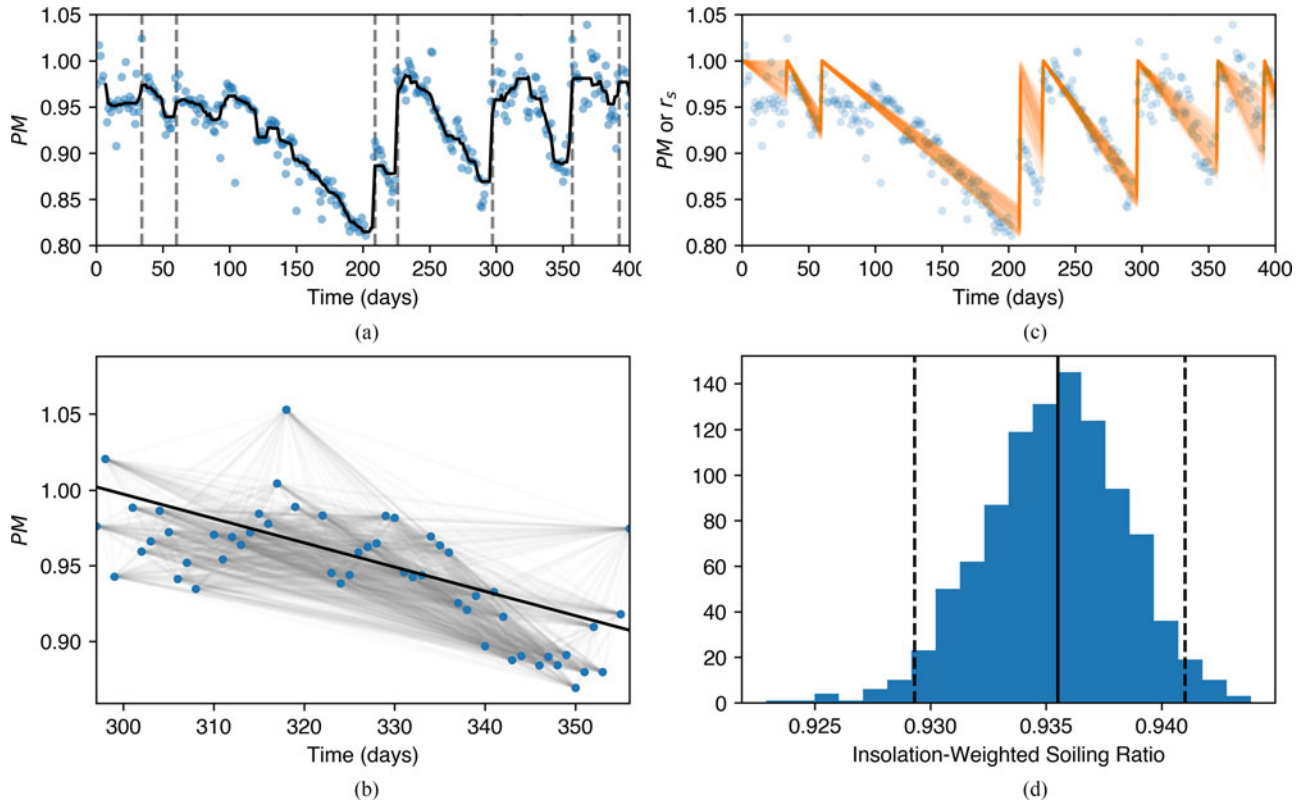 1.05
1.00
0.95
0.90
0.85
0.80
PM
0 50 100 150 200 250 300 350 400
Time (days)
(a)
1.05
1.00
0.95
0.90
0.85
0.80
PM or rs
0 50 100 150 200 250 300 350 400
Time (days)
(c)
1.05
1.00
0.95
0.90
PM
300 310 320 330 340 350
Time (days)
(b)
140
120
100
80
60
40
20
0
0.925 0.930 0.935 0.940
Insolation-Weighted Soiling Ratio
(d)